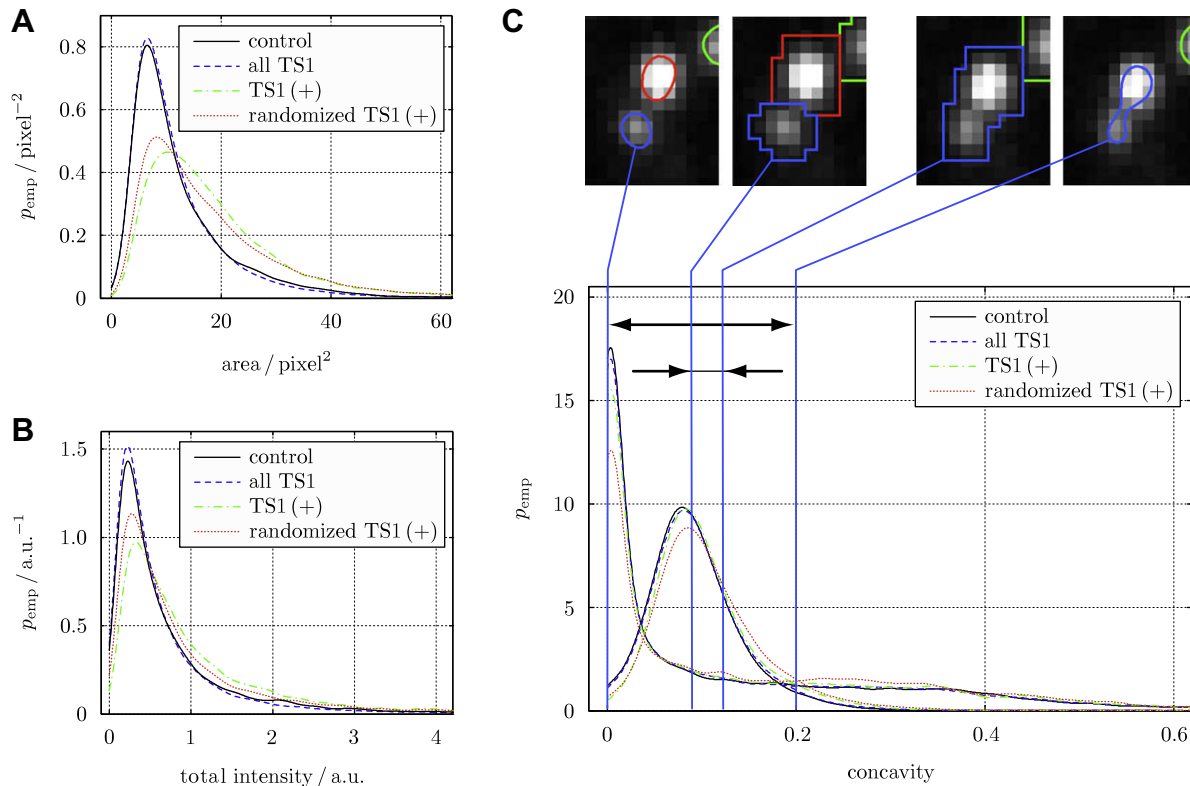 A
0.8
0.6
0.4
0.2
0
p_emp / pixel⁻²
control
all TS1
TS1 (+)
randomized TS1 (+)
0 20 40 60
area / pixel²
B
1.5
1.0
0.5
0
p_emp / a.u.⁻¹
control
all TS1
TS1 (+)
randomized TS1 (+)
0 1 2 3 4
total intensity / a.u.
C
20
15
10
5
0
p_emp
control
all TS1
TS1 (+)
randomized TS1 (+)
0 0.2 0.4 0.6
concavity